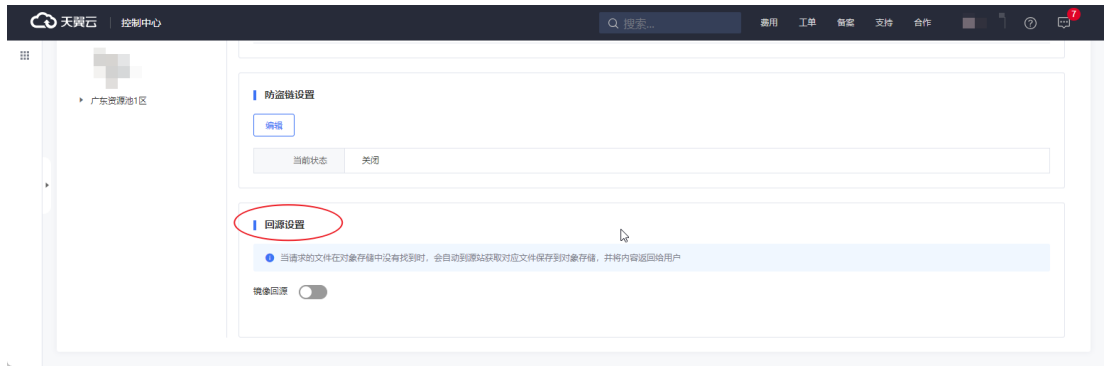 天翼云 控制中心 搜索... 费用 工单 备案 支持 合作 7
广东资源池1区
防盗链设置
编辑
当前状态 关闭
回源设置
当请求的文件在对象存储中没有找到时，会自动到源站获取对应文件保存到对象存储，并将内容返回给用户
镜像回源